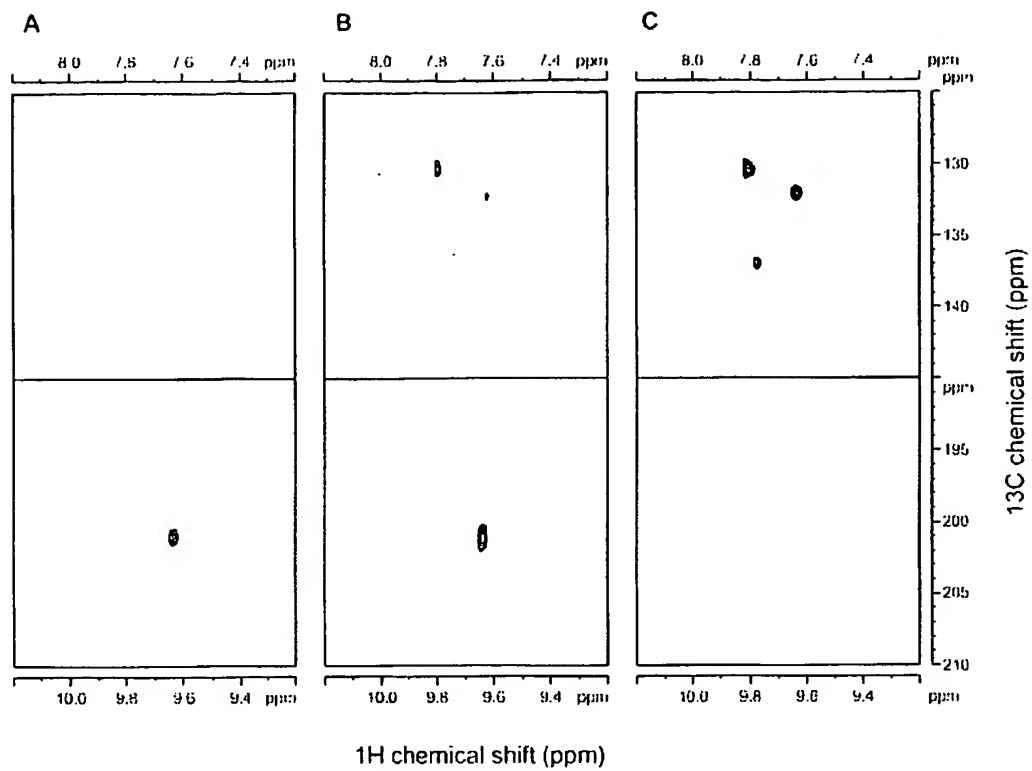 A B C
8.0 7.8 7.6 7.4 ppm 8.0 7.8 7.6 7.4 ppm 8.0 7.8 7.6 7.4 ppm
ppm
130
135
140
ppm
195
200
205
210
10.0 9.8 9.6 9.4 ppm 10.0 9.8 9.6 9.4 ppm 10.0 9.8 9.6 9.4 ppm
13C chemical shift (ppm)
1H chemical shift (ppm)